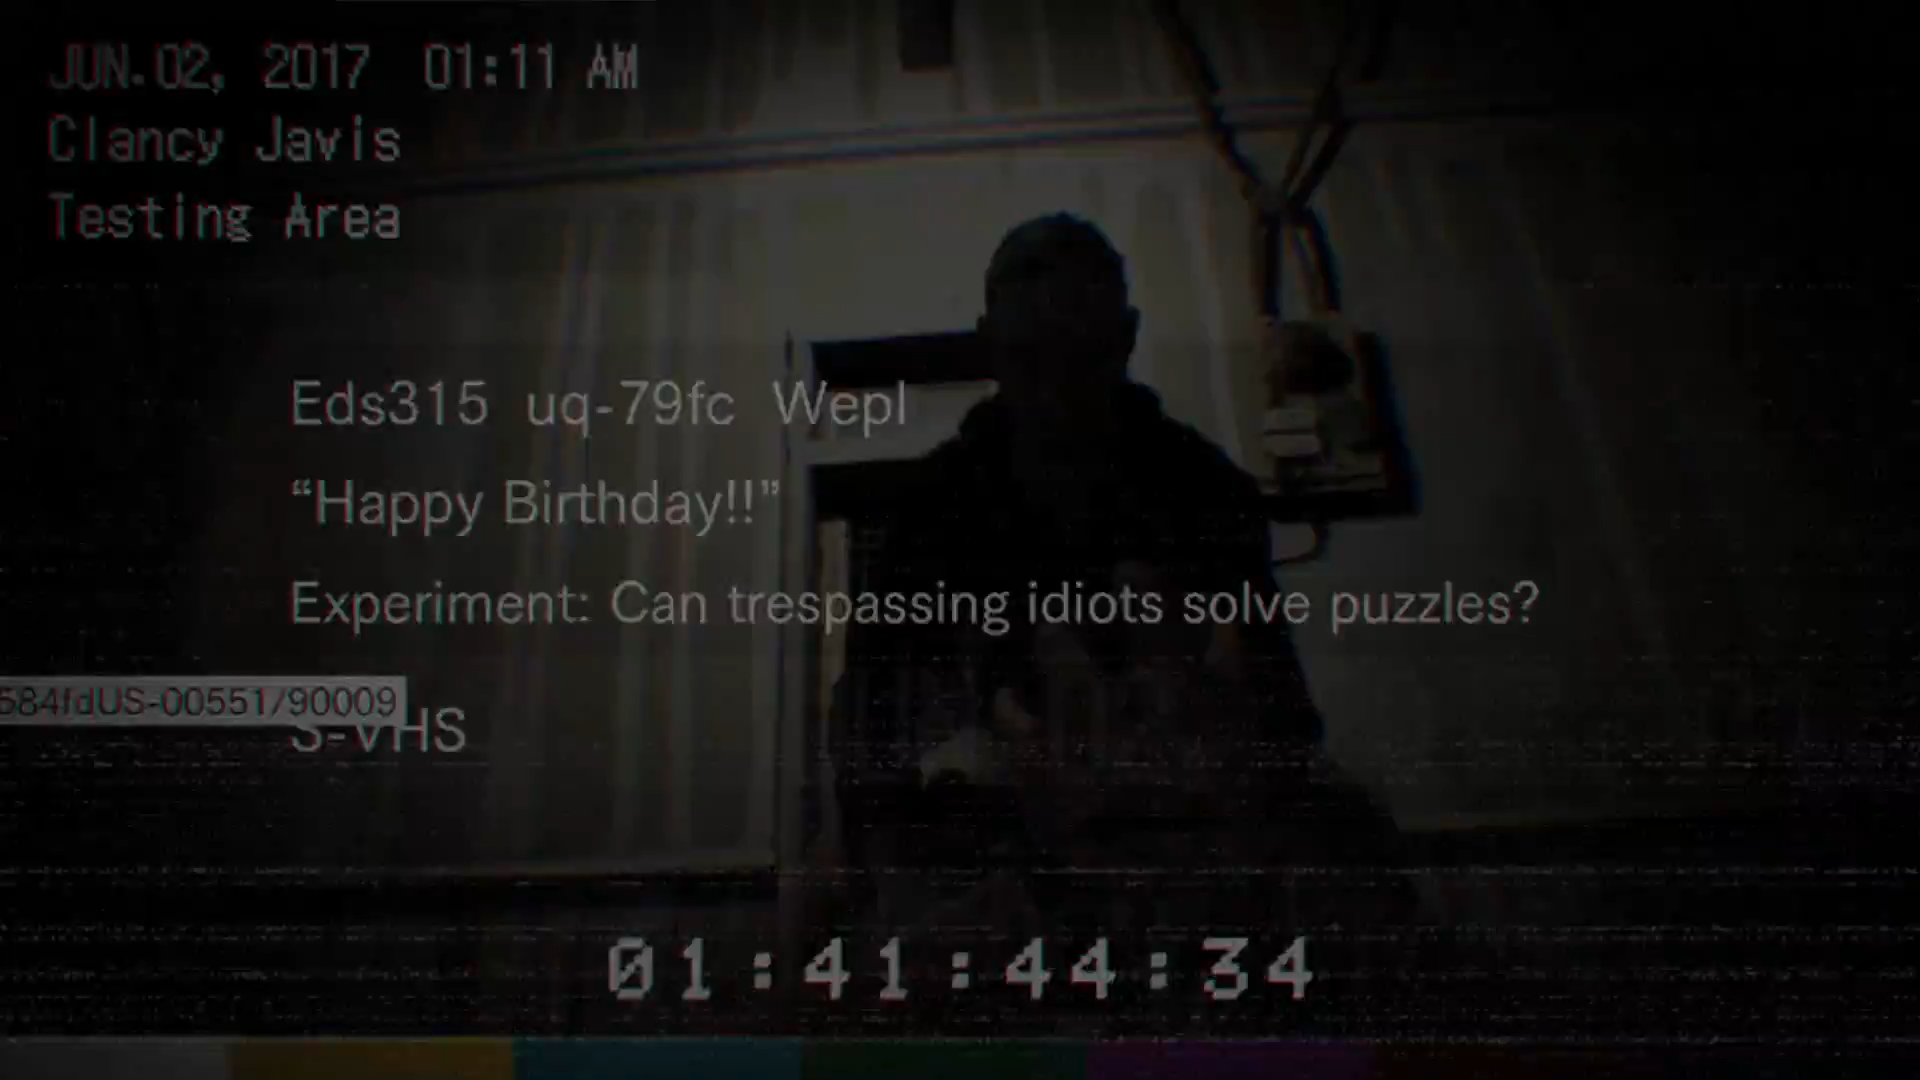 JUN.02, 2017 01:11 AM
Clancy Javis
Testing Area
Eds315 uq-79fc Wepl
“Happy Birthday!!”
Experiment: Can trespassing idiots solve puzzles?
584fdUS-00551/90009
S-VHS
01:41:44:34